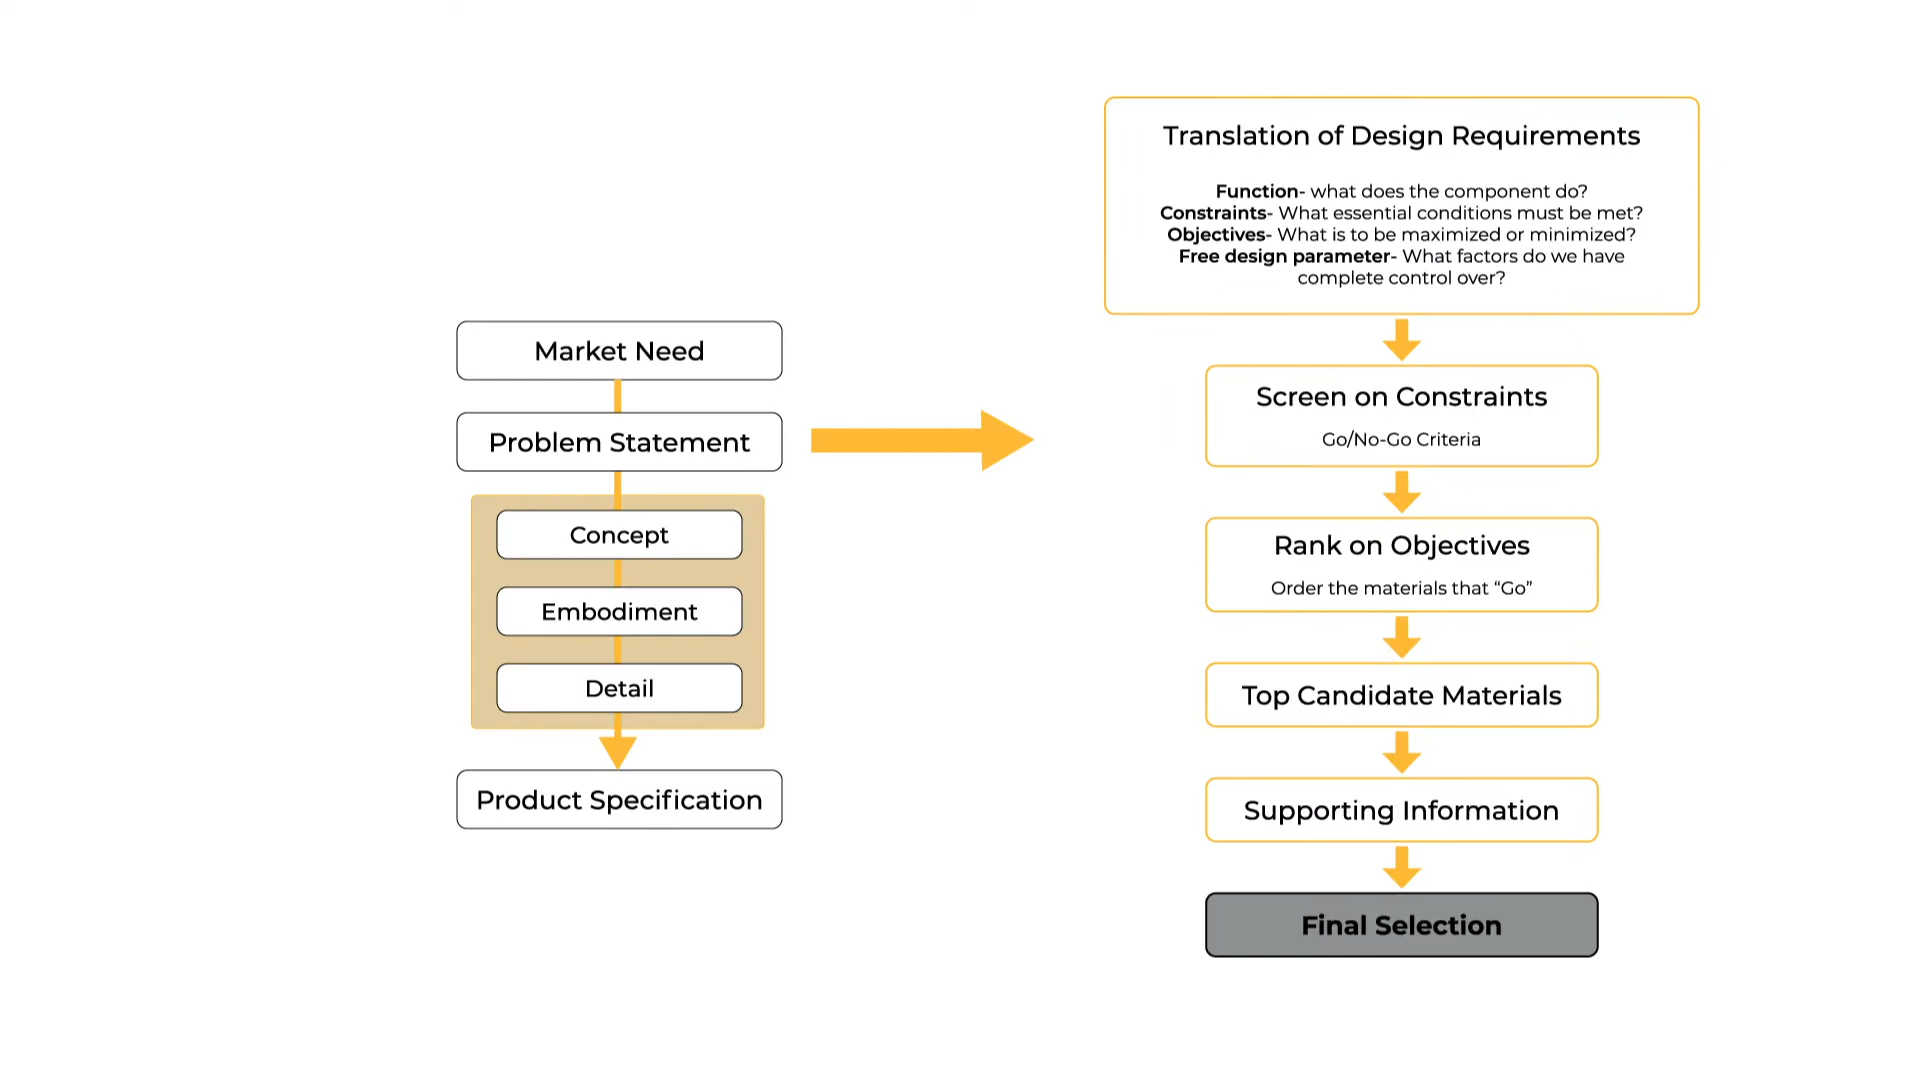 Market Need
Problem Statement
Concept
Embodiment
Detail
Product Specification
Translation of Design Requirements
Function- what does the component do?
Constraints- What essential conditions must be met?
Objectives- What is to be maximized or minimized?
Free design parameter- What factors do we have
complete control over?
Screen on Constraints
Go/No-Go Criteria
Rank on Objectives
Order the materials that “Go”
Top Candidate Materials
Supporting Information
Final Selection